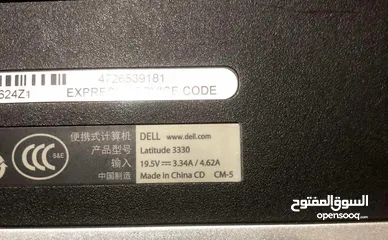 4726539181
624Z1
EXPRESS SERVICE CODE
便携式计算机 DELL www.dell.com
产品型号 Latitude 3330
输入 19.5V⎓3.34A / 4.62A
中国制造 Made in China CD CM-5
CCC S&E
السوق المفتوح
opensooq.com